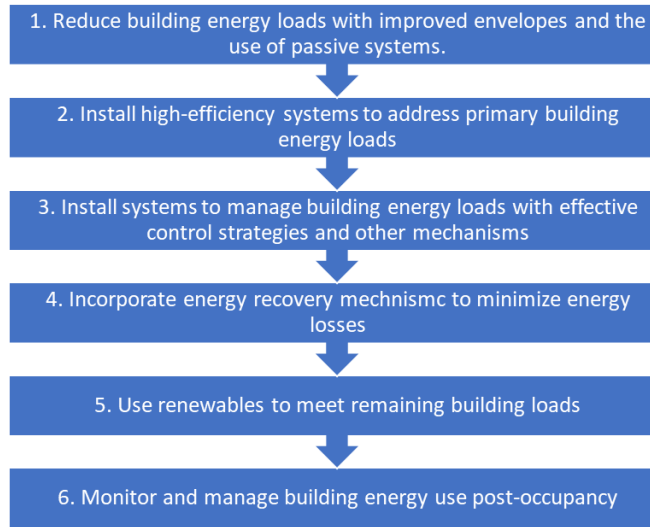 1. Reduce building energy loads with improved envelopes and the
use of passive systems.
2. Install high-efficiency systems to address primary building
energy loads
3. Install systems to manage building energy loads with effective
control strategies and other mechanisms
4. Incorporate energy recovery mechnismc to minimize energy
losses
5. Use renewables to meet remaining building loads
6. Monitor and manage building energy use post-occupancy